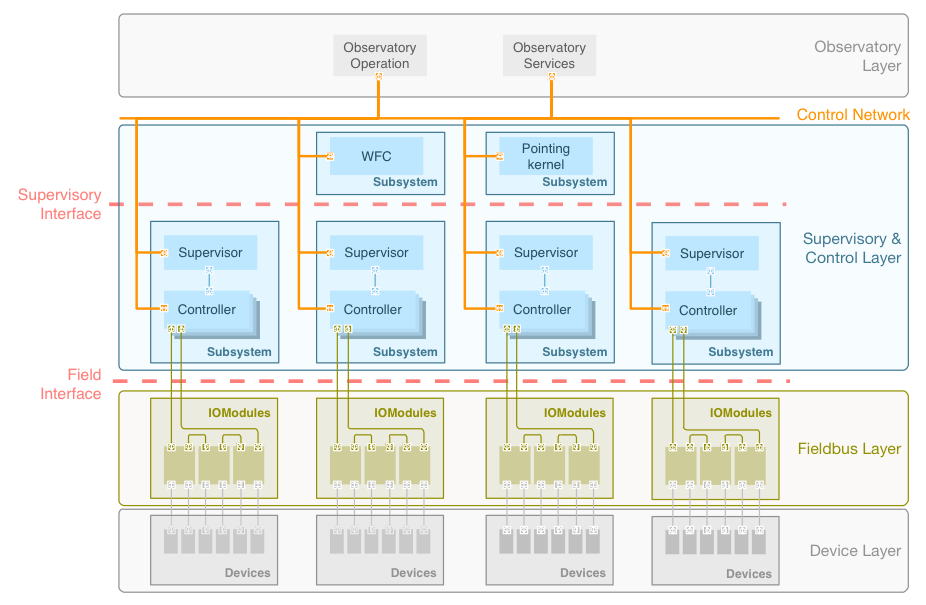 Observatory
Operation
Observatory
Services
Observatory
Layer
Control Network
WFC
Subsystem
Pointing
kernel
Subsystem
Supervisory
Interface
Supervisor
Controller
Subsystem
Supervisor
Controller
Subsystem
Supervisor
Controller
Subsystem
Supervisor
Controller
Subsystem
Supervisory &
Control Layer
Field
Interface
IOModules
IOModules
IOModules
IOModules
Fieldbus Layer
Devices
Devices
Devices
Devices
Device Layer